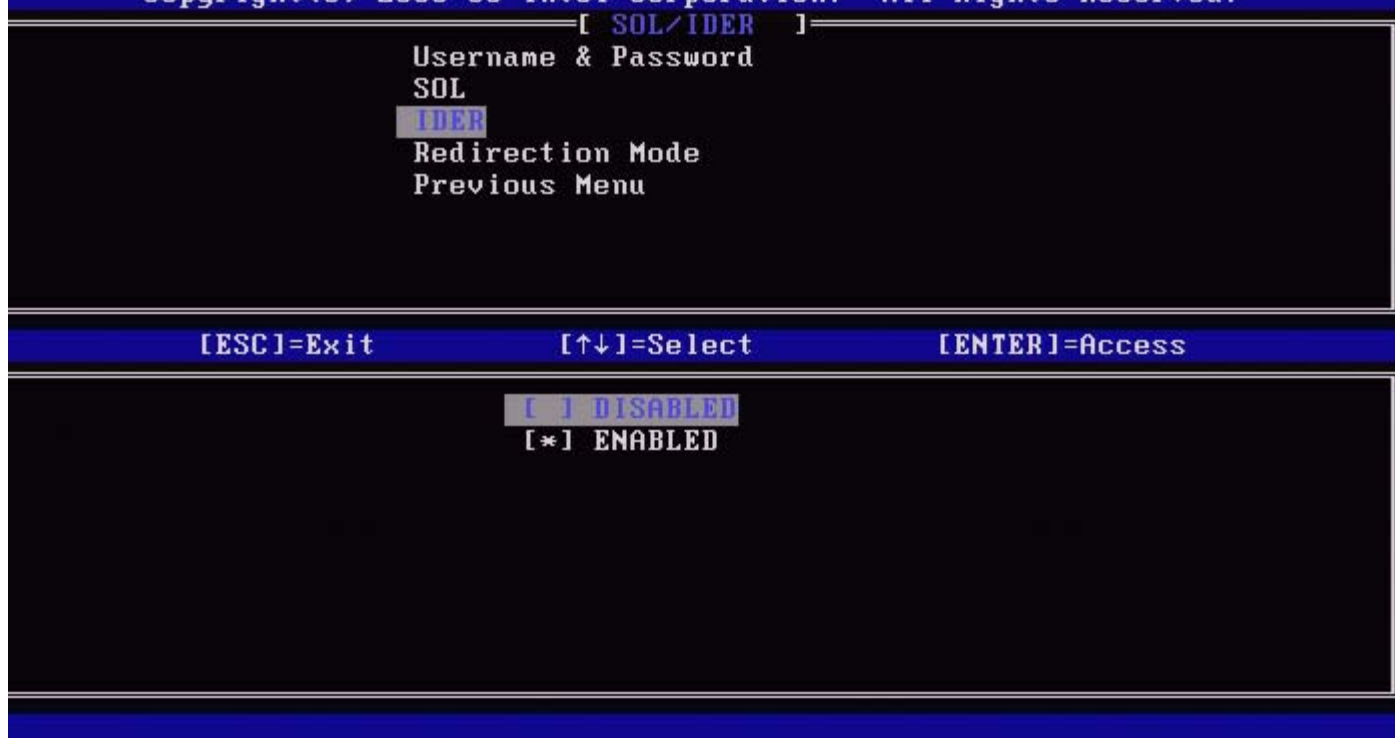 [ SOL/IDER ]
Username & Password
SOL
IDER
Redirection Mode
Previous Menu
[ESC]=Exit [↑↓]=Select [ENTER]=Access
[ ] DISABLED
[*] ENABLED